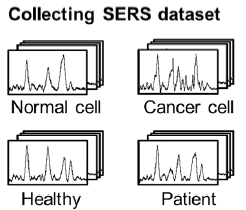 Collecting SERS dataset
Normal cell Cancer cell
Healthy Patient